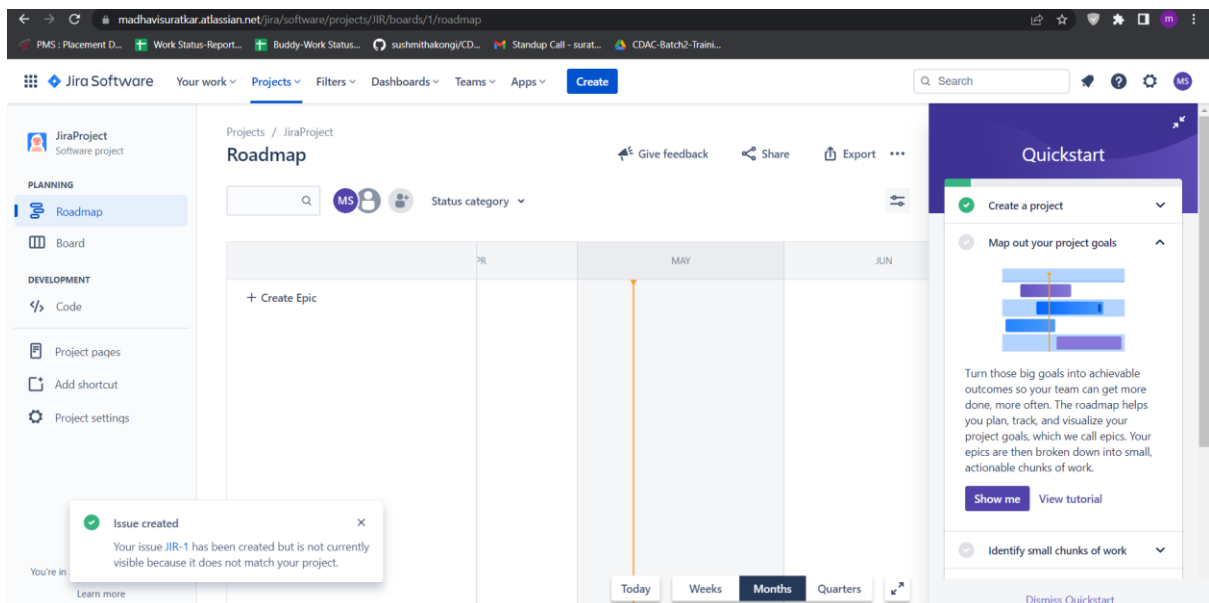 madhavisuratkar.atlassian.net/jira/software/projects/JIR/boards/1/roadmap
m
PMS : Placement D...
Work Status-Report...
Buddy-Work Status...
sushmithakongi/CD...
Standup Call - surat...
CDAC-Batch2-Traini...
Jira Software
Your work
Projects
Filters
Dashboards
Teams
Apps
Create
Search
MS
JiraProject
Software project
PLANNING
Roadmap
Board
DEVELOPMENT
Code
Project pages
Add shortcut
Project settings
You're in
Learn more
Projects / JiraProject
Roadmap
Give feedback
Share
Export
MS
Status category
PR
MAY
JUN
+ Create Epic
Issue created
Your issue JIR-1 has been created but is not currently
visible because it does not match your project.
Today
Weeks
Months
Quarters
Quickstart
Create a project
Map out your project goals
Turn those big goals into achievable
outcomes so your team can get more
done, more often. The roadmap helps
you plan, track, and visualize your
project goals, which we call epics. Your
epics are then broken down into small,
actionable chunks of work.
Show me
View tutorial
Identify small chunks of work
Dismiss Quickstart